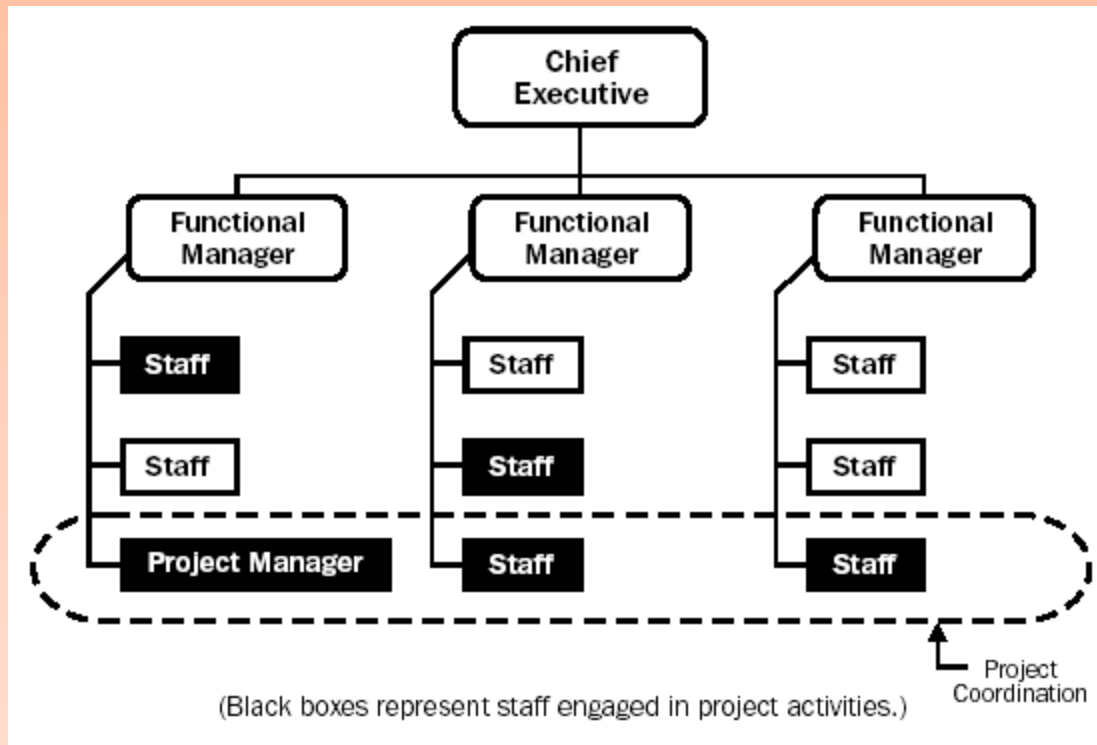 Chief
Executive
Functional
Manager
Functional
Manager
Functional
Manager
Staff
Staff
Staff
Staff
Staff
Staff
Project Manager
Staff
Staff
Project
Coordination
(Black boxes represent staff engaged in project activities.)